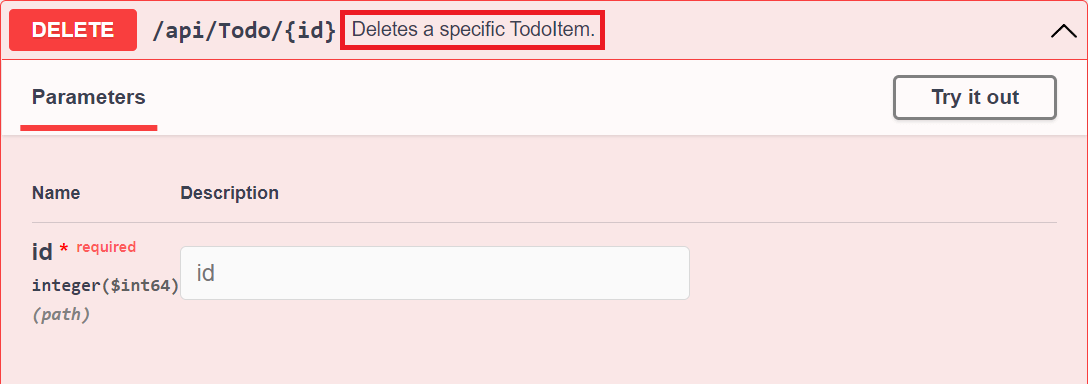 DELETE /api/Todo/{id} Deletes a specific TodoItem.
Parameters Try it out
Name Description
id * required
id
integer($int64)
(path)